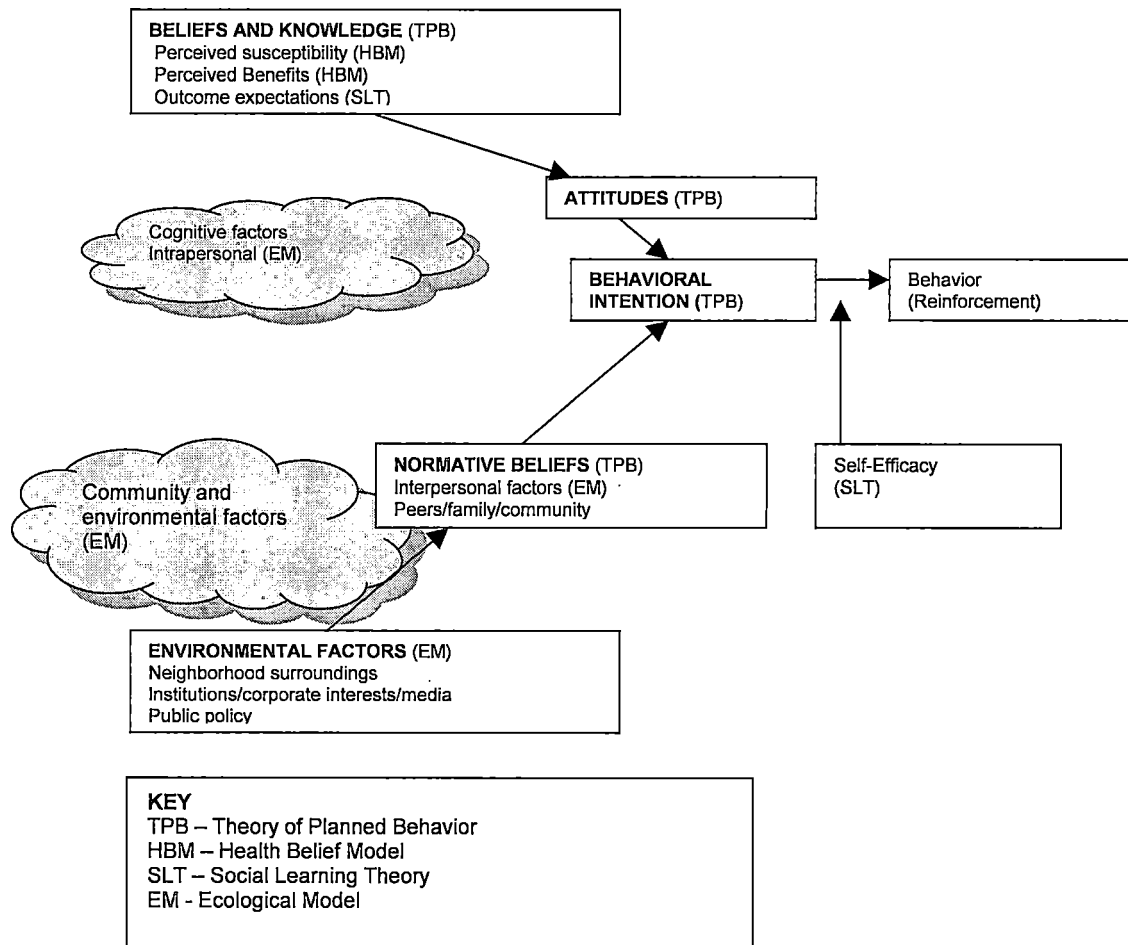 BELIEFS AND KNOWLEDGE (TPB)
Perceived susceptibility (HBM)
Perceived Benefits (HBM)
Outcome expectations (SLT)
ATTITUDES (TPB)
Cognitive factors
Intrapersonal (EM)
BEHAVIORAL
INTENTION (TPB)
Behavior
(Reinforcement)
NORMATIVE BELIEFS (TPB)
Interpersonal factors (EM)
Peers/family/community
Self-Efficacy
(SLT)
Community and
environmental factors
(EM)
ENVIRONMENTAL FACTORS (EM)
Neighborhood surroundings
Institutions/corporate interests/media
Public policy
KEY
TPB – Theory of Planned Behavior
HBM – Health Belief Model
SLT – Social Learning Theory
EM - Ecological Model